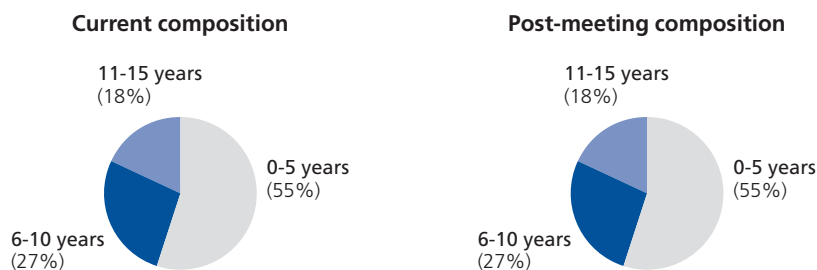 Current composition
11-15 years
(18%)
0-5 years
(55%)
6-10 years
(27%)
Post-meeting composition
11-15 years
(18%)
0-5 years
(55%)
6-10 years
(27%)